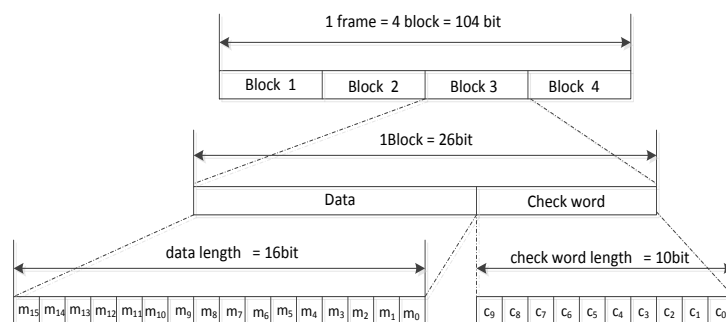 1 frame = 4 block = 104 bit
Block 1 Block 2 Block 3 Block 4
1Block = 26bit
Data Check word
data length = 16bit
check word length = 10bit
m₁₅ m₁₄ m₁₃ m₁₂ m₁₁ m₁₀ m₉ m₈ m₇ m₆ m₅ m₄ m₃ m₂ m₁ m₀
c₉ c₈ c₇ c₆ c₅ c₄ c₃ c₂ c₁ c₀